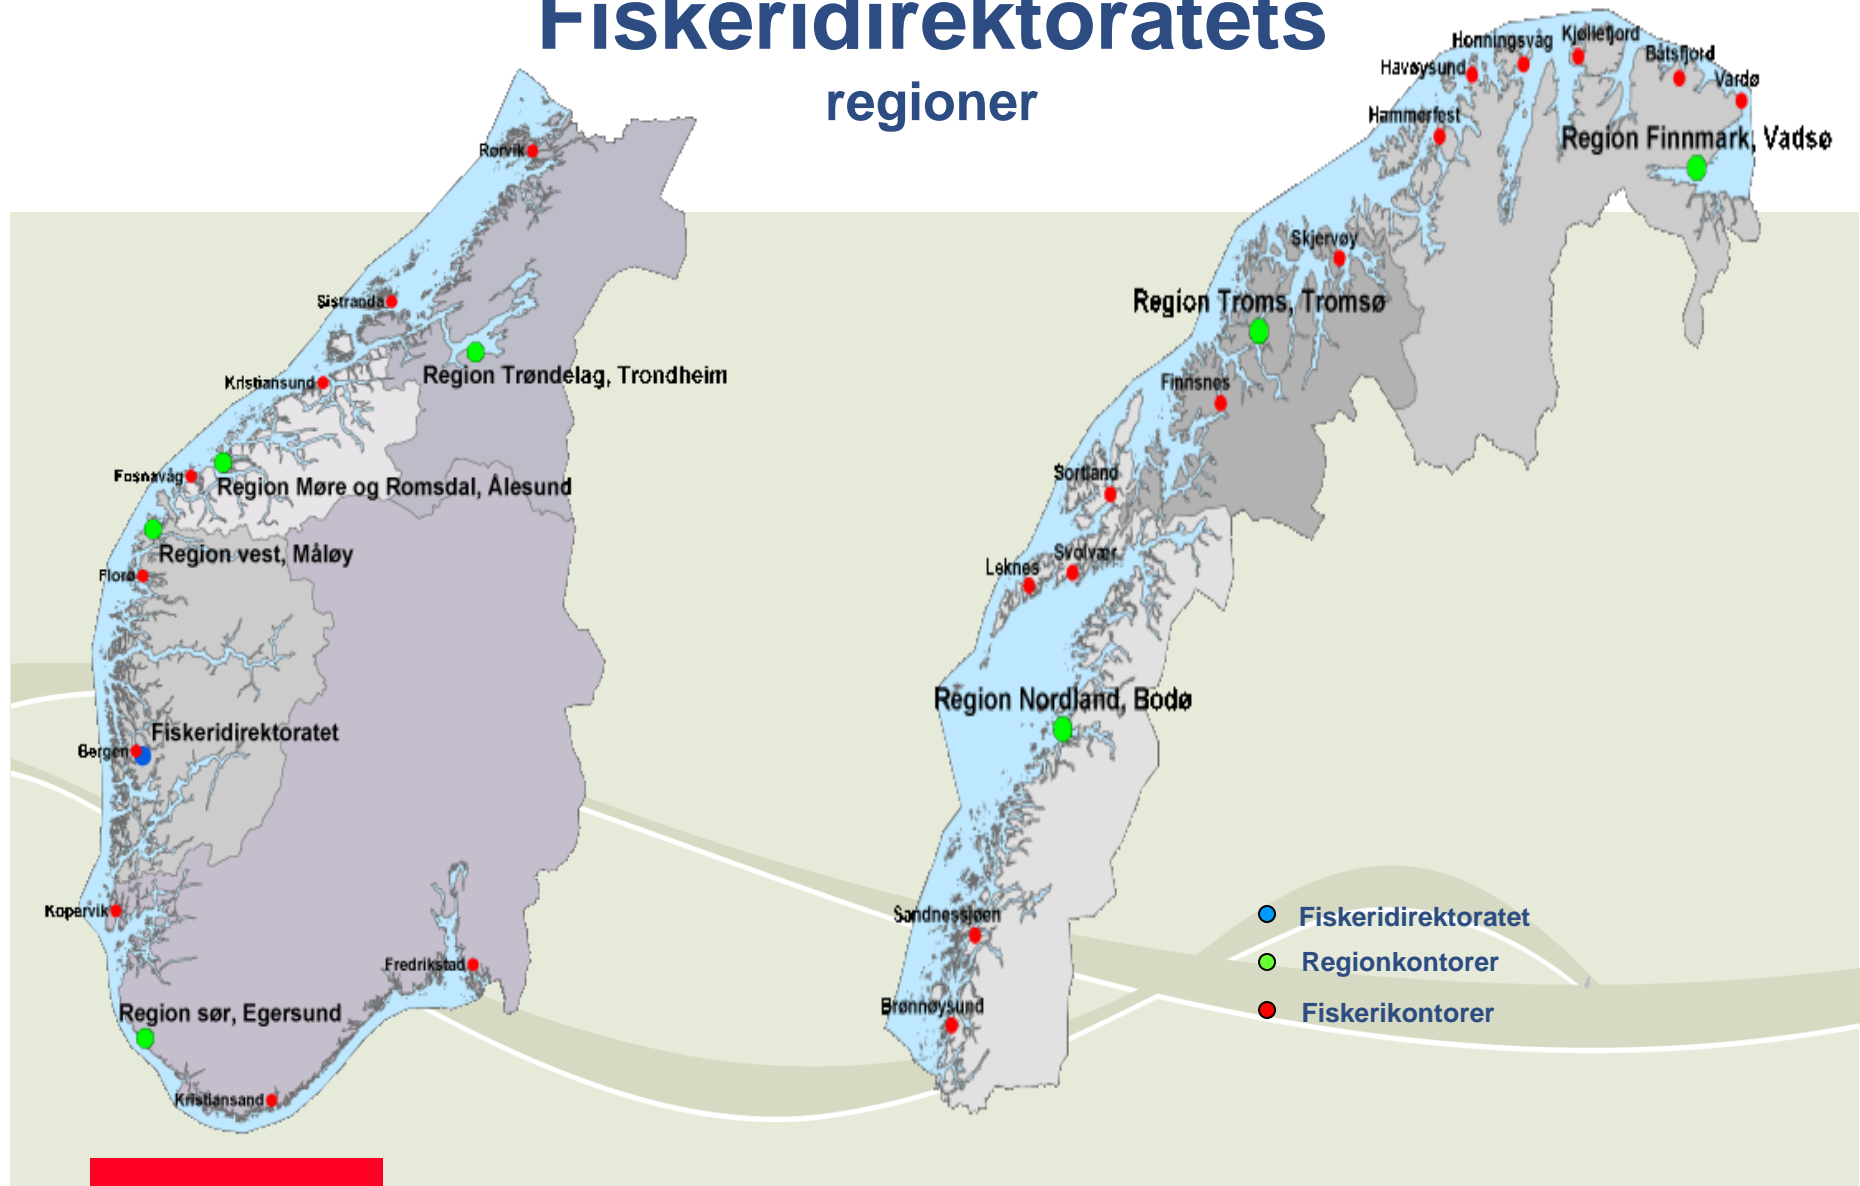 Fiskeridirektoratets
regioner
Rørvik
Sistranda
Region Trøndelag, Trondheim
Kristiansund
Fosnavåg
Region Møre og Romsdal, Ålesund
Region vest, Måløy
Florø
Fiskeridirektoratet
Bergen
Kopervik
Fredrikstad
Region sør, Egersund
Kristiansand
Honningsvåg
Kjøllefjord
Båtsfjord
Havøysund
Vardø
Hammerfest
Region Finnmark, Vadsø
Skjervøy
Region Troms, Tromsø
Finnsnes
Sortland
Svolvær
Leknes
Region Nordland, Bodø
Sandnessjøen
Brønnøysund
Fiskeridirektoratet
Regionkontorer
Fiskerikontorer